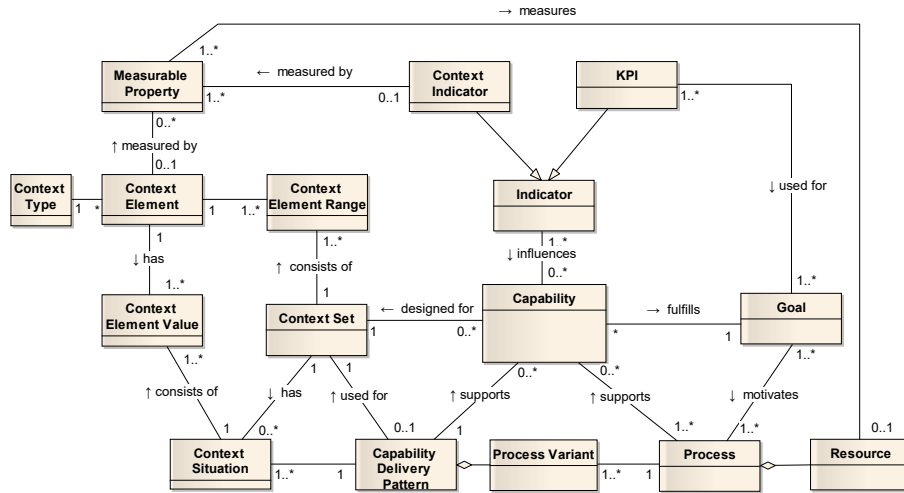 → measures
1..*
Measurable
Property
1..*
← measured by
0..1
Context
Indicator
KPI
1..*
0..*
↑ measured by
0..1
↓ used for
Context
Type
1
*
Context
Element
1
1..*
Context
Element Range
Indicator
1
↓ has
1..*
1..*
↑ consists of
1
1..*
↓ influences
0..*
1..*
Context
Element Value
Context Set
1
← designed for
0..*
Capability
*
→ fulfills
1
Goal
1..*
1
1
0..*
0..*
1..*
↑ consists of
↓ has
↑ used for
↑ supports
↑ supports
↓ motivates
1
0..*
0..1
1
1..*
1..*
0..1
Context
Situation
1..*
1
Capability
Delivery
Pattern
Process Variant
1..*
1
Process
Resource